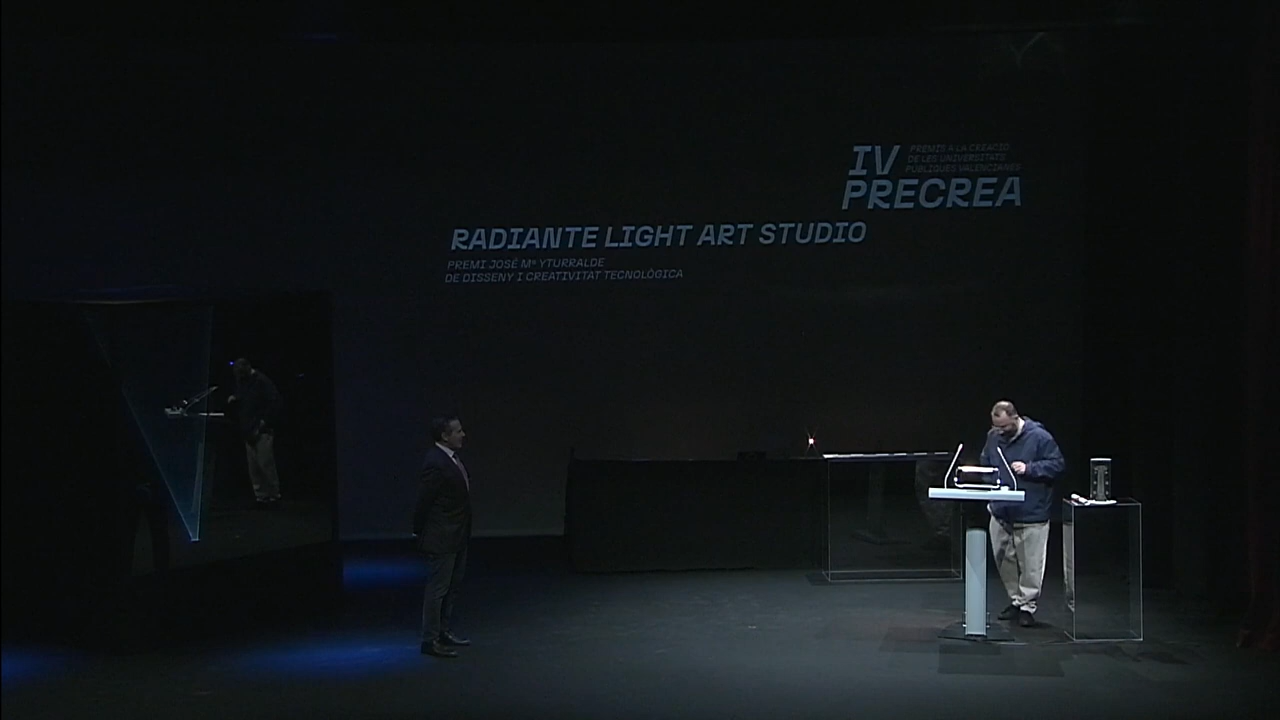 IV
PREMIS A LA CREACIÓ
DE LES UNIVERSITATS
PÚBLIQUES VALENCIANES
PRECREA
RADIANTE LIGHT ART STUDIO
PREMI JOSÉ Mª YTURRALDE
DE DISSENY I CREATIVITAT TECNOLÒGICA